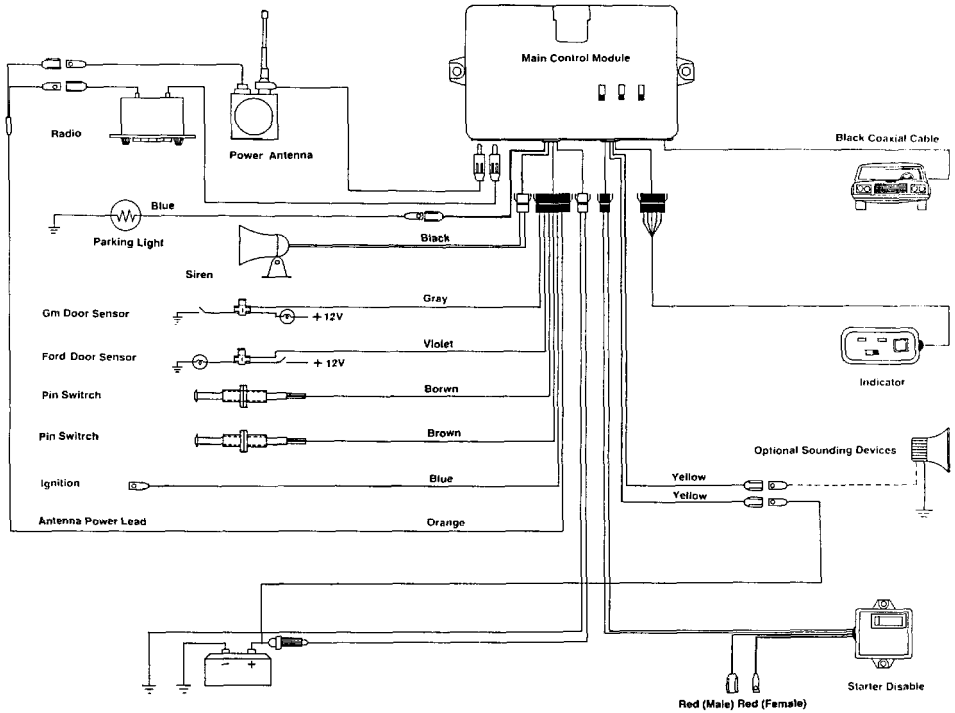 Main Control Module
Black Coaxial Cable
Radio
Power Antenna
Blue
Parking Light
Black
Siren
Gray
Gm Door Sensor
+ 12V
Violet
Ford Door Sensor
+ 12V
Indicator
Pin Switrch
Borwn
Pin Switrch
Brown
Optional Sounding Devices
Ignition
Blue
Yellow
Yellow
Antenna Power Lead
Orange
- +
Starter Disable
Red (Male) Red (Female)